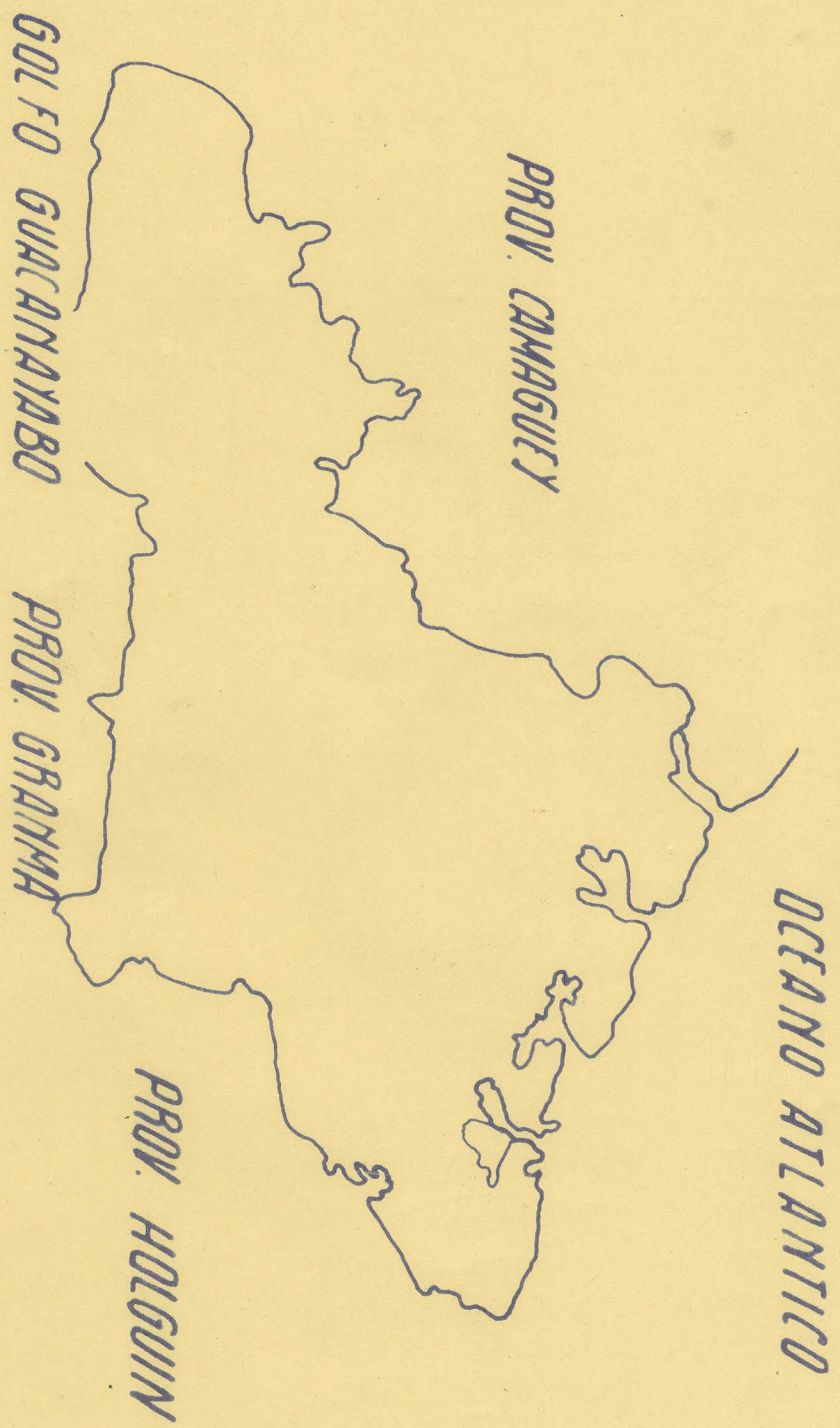 OCEANO ATLANTICO
PROV. CAMAGUEY
PROV. HOLGUIN
GOLFO GUACANAYABO
PROV. GRANMA